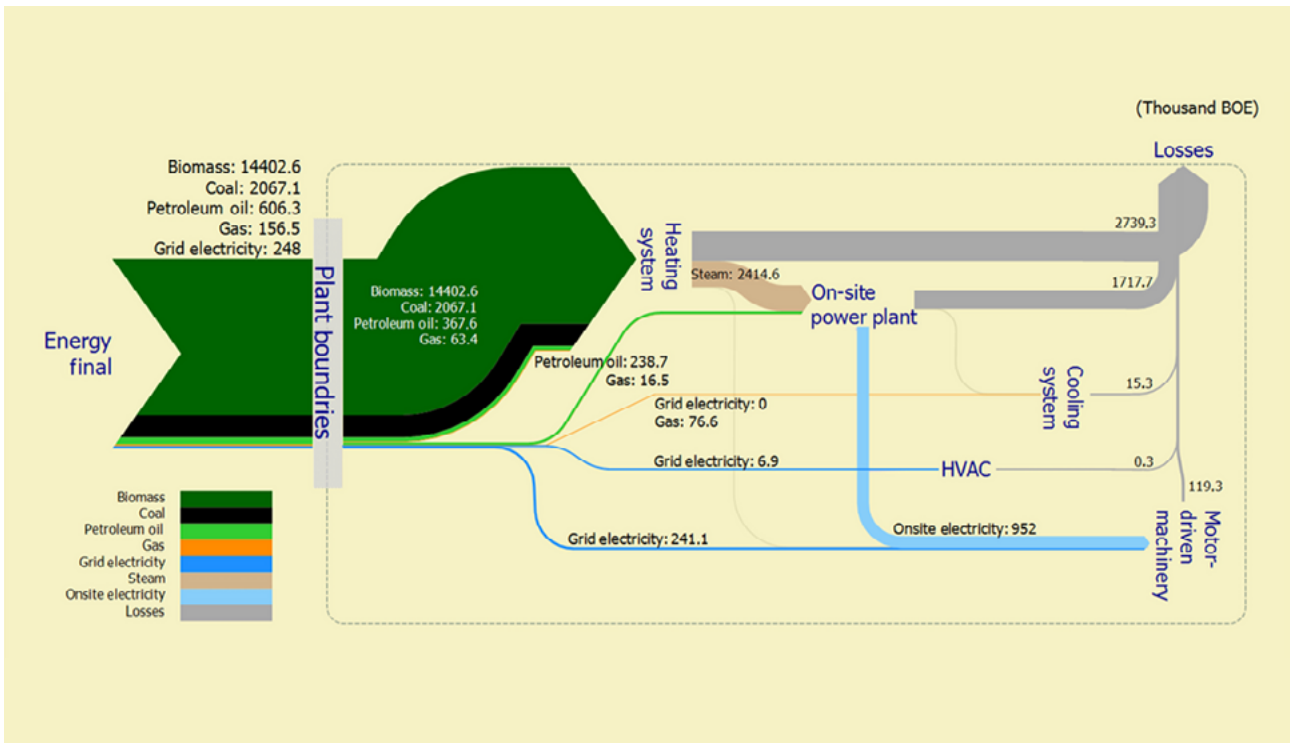 (Thousand BOE)
Losses
Biomass: 14402.6
Coal: 2067.1
Petroleum oil: 606.3
Gas: 156.5
Grid electricity: 248
Energy
final
Plant boundries
Biomass: 14402.6
Coal: 2067.1
Petroleum oil: 367.6
Gas: 63.4
Heating
system
2739.3
Steam: 2414.6
On-site
power plant
1717.7
Petroleum oil: 238.7
Gas: 16.5
Grid electricity: 0
Gas: 76.6
Cooling
system
15.3
Grid electricity: 6.9
HVAC
0.3
119.3
Grid electricity: 241.1
Onsite electricity: 952
Motor-
driven
machinery
Biomass
Coal
Petroleum oil
Gas
Grid electricity
Steam
Onsite electricity
Losses